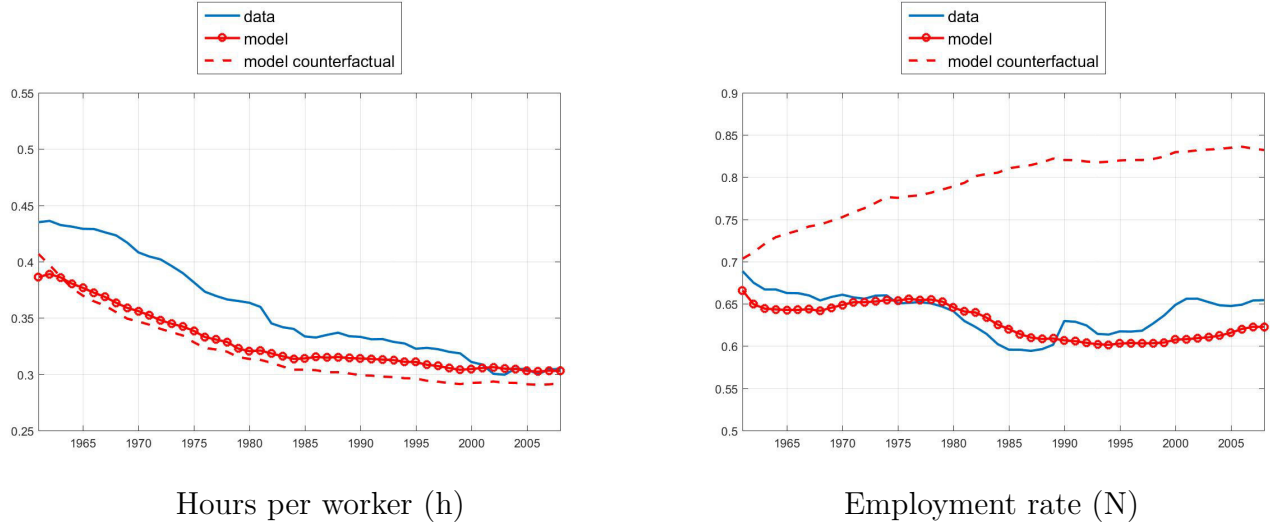 data
model
model counterfactual
0.55
0.5
0.45
0.4
0.35
0.3
0.25
1965 1970 1975 1980 1985 1990 1995 2000 2005
Hours per worker (h)
data
model
model counterfactual
0.9
0.85
0.8
0.75
0.7
0.65
0.6
0.55
0.5
1965 1970 1975 1980 1985 1990 1995 2000 2005
Employment rate (N)